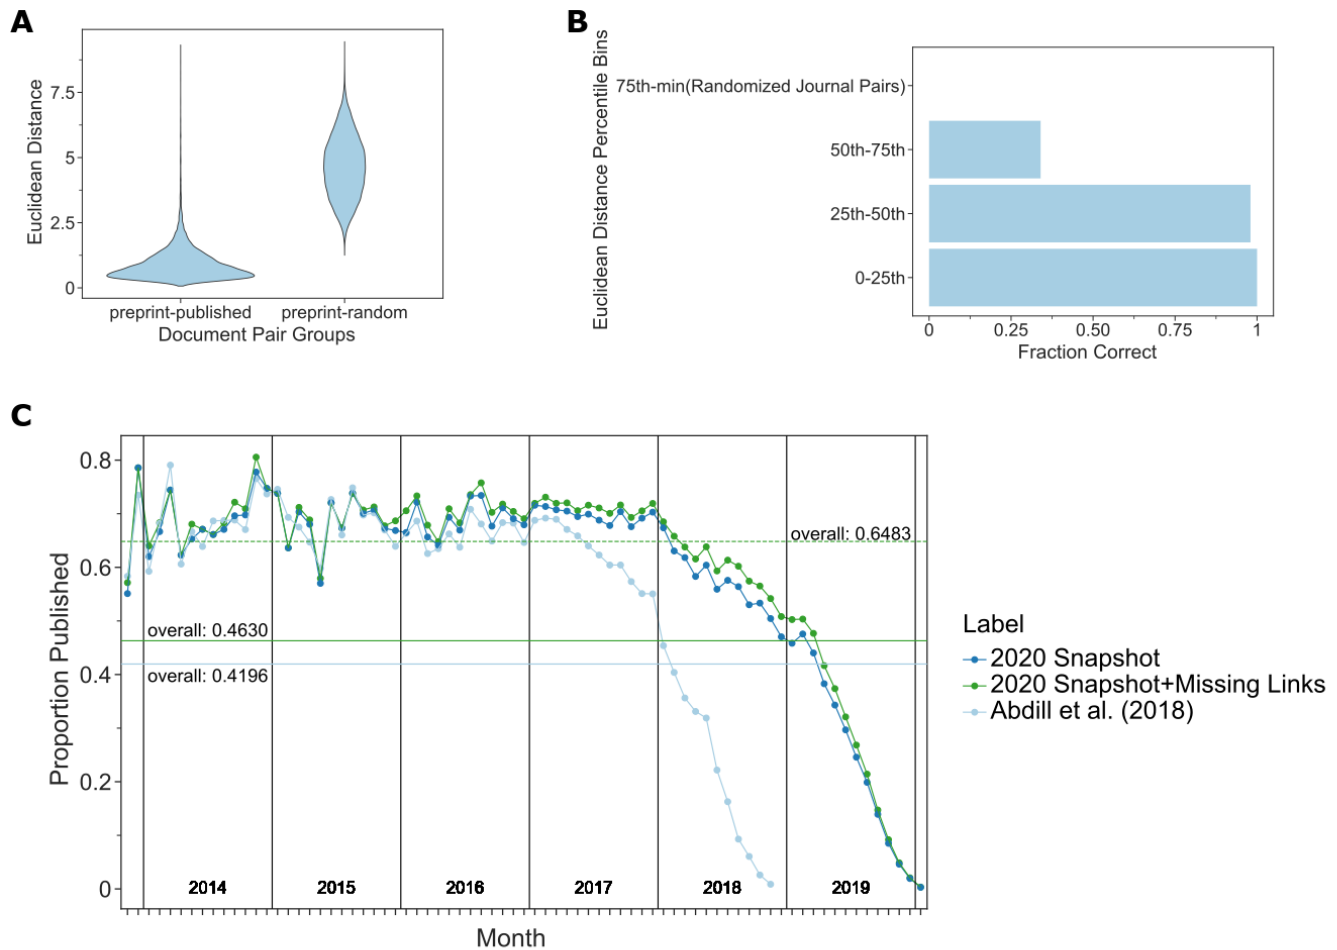 A
Euclidean Distance
7.5
5
2.5
0
preprint-published
preprint-random
Document Pair Groups
B
Euclidean Distance Percentile Bins
75th-min(Randomized Journal Pairs)
50th-75th
25th-50th
0-25th
0
0.25
0.50
0.75
1
Fraction Correct
C
Proportion Published
0.8
0.6
0.4
0.2
0
overall: 0.6483
overall: 0.4630
overall: 0.4196
2014
2015
2016
2017
2018
2019
Month
Label
2020 Snapshot
2020 Snapshot+Missing Links
Abdill et al. (2018)